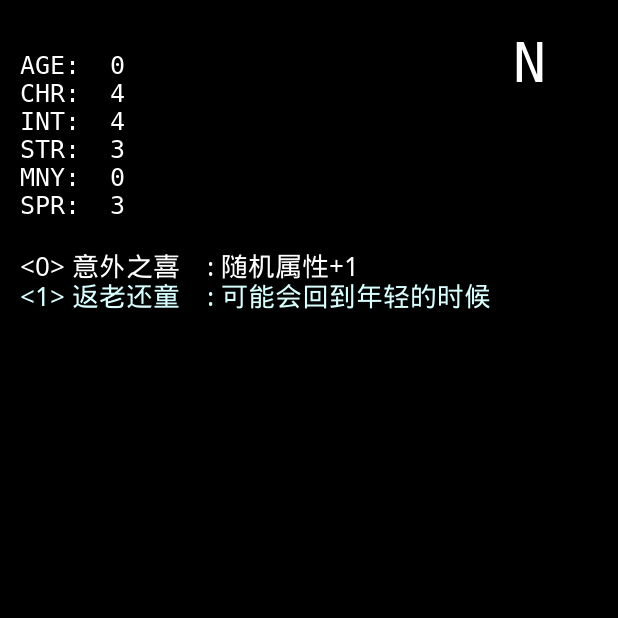 N
AGE: 0
CHR: 4
INT: 4
STR: 3
MNY: 0
SPR: 3
<0> 意外之喜 :随机属性+1
<1> 返老还童 :可能会回到年轻的时候